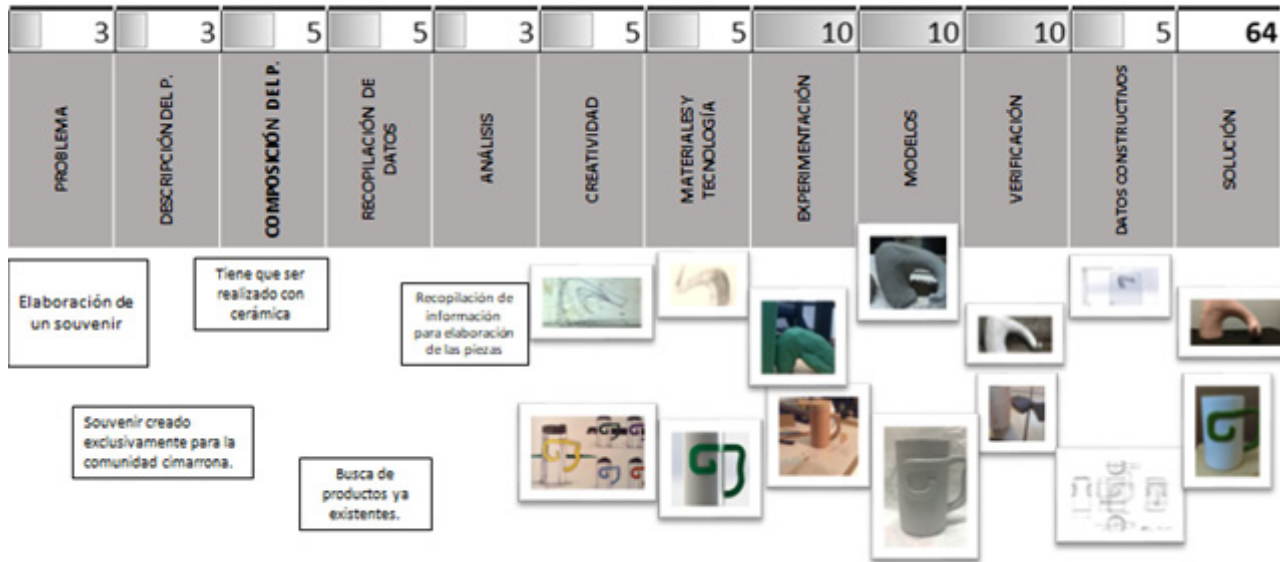 3
3
5
5
3
5
5
10
10
10
5
64
PROBLEMA
DESCRIPCIÓN DEL P.
COMPOSICIÓN DEL P.
RECOPILACIÓN DE
DATOS
ANÁLISIS
CREATIVIDAD
MATERIALES Y
TECNOLOGÍA
EXPERIMENTACIÓN
MODELOS
VERIFICACIÓN
DATOS CONSTRUCTIVOS
SOLUCIÓN
Elaboración de
un souvenir
Tiene que ser
realizado con
cerámica
Recopilación de
información
para elaboración
de las piezas
Souvenir creado
exclusivamente para la
comunidad cimarrona.
Busca de
productos ya
existentes.